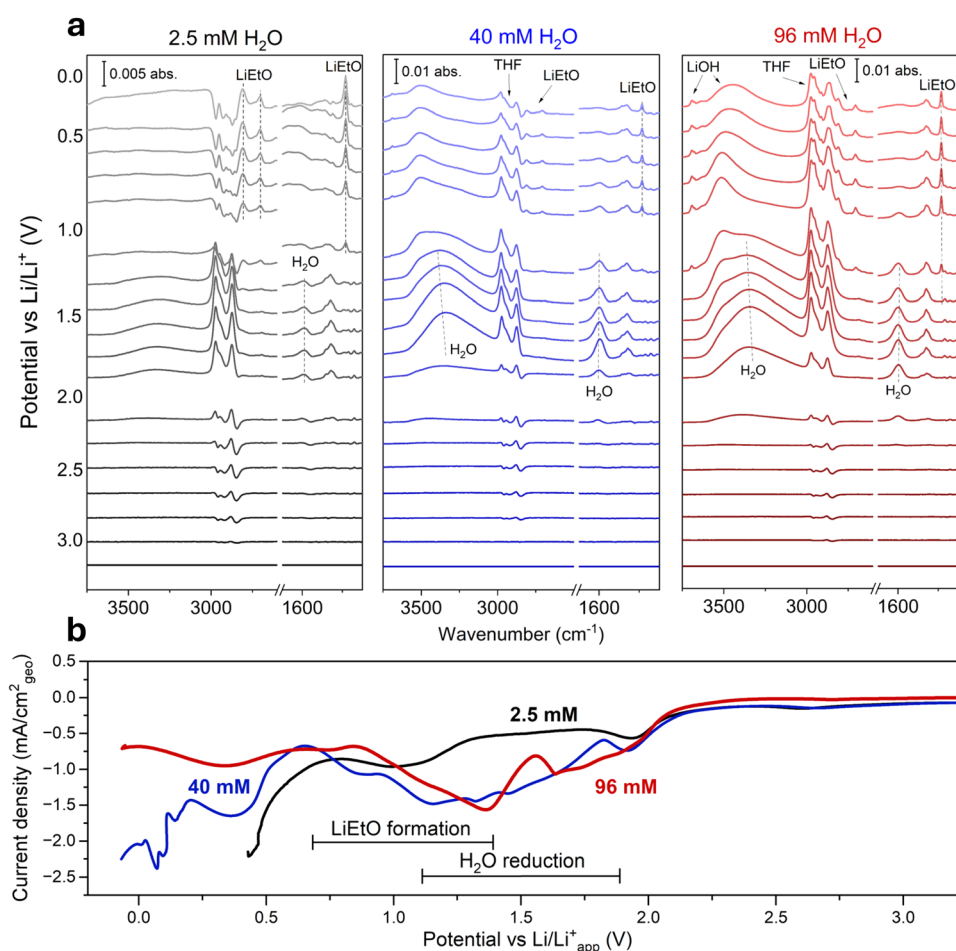 a
2.5 mM H₂O
40 mM H₂O
96 mM H₂O
0.005 abs.
LiEtO
LiEtO
H₂O
0.01 abs.
THF
LiEtO
LiEtO
H₂O
H₂O
LiOH
THF
LiEtO
0.01 abs.
LiEtO
H₂O
H₂O
Potential vs Li/Li⁺ (V)
0.0
0.5
1.0
1.5
2.0
2.5
3.0
3500 3000 1600
3500 3000 1600
3500 3000 1600
Wavenumber (cm⁻¹)
b
Current density (mA/cm²geo)
0.5
0.0
-0.5
-1.0
-1.5
-2.0
-2.5
2.5 mM
40 mM
96 mM
LiEtO formation
H₂O reduction
0.0 0.5 1.0 1.5 2.0 2.5 3.0
Potential vs Li/Li⁺app (V)